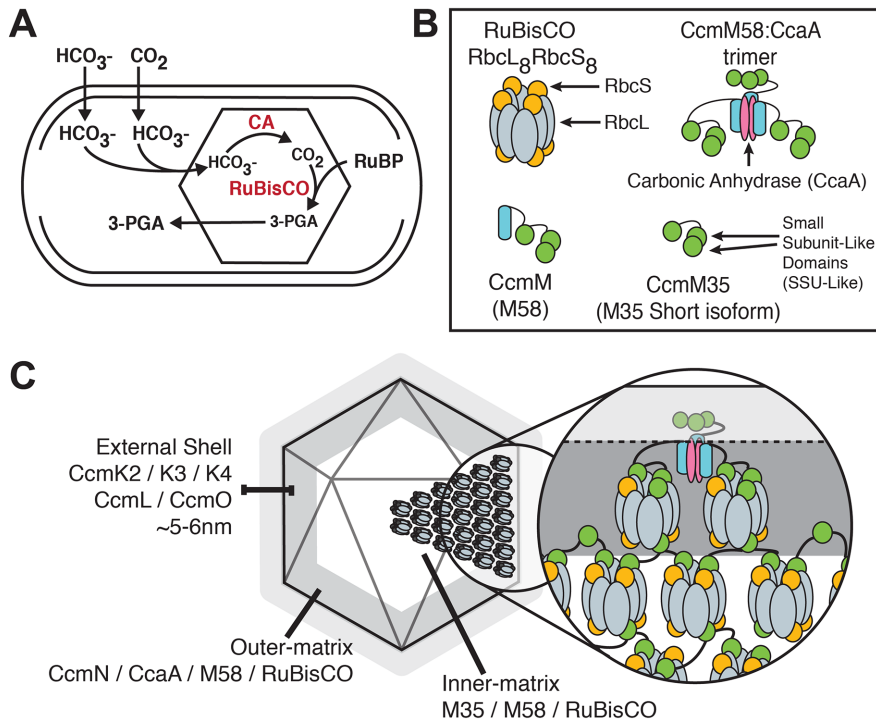 A
HCO3-
CO2
HCO3-
HCO3-
CA
HCO3-
CO2
RuBP
RuBisCO
3-PGA
3-PGA
B
RuBisCO
RbcL8RbcS8
RbcS
RbcL
CcmM58:CcaA
trimer
Carbonic Anhydrase (CcaA)
CcmM
(M58)
CcmM35
(M35 Short isoform)
Small
Subunit-Like
Domains
(SSU-Like)
C
External Shell
CcmK2 / K3 / K4
CcmL / CcmO
~5-6nm
Outer-matrix
CcmN / CcaA / M58 / RuBisCO
Inner-matrix
M35 / M58 / RuBisCO